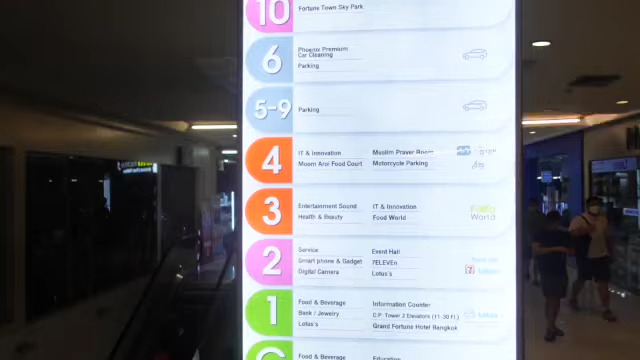 10
Fortune Town Sky Park
6
Phoenix Premium
Car Cleaning
Parking
5-9
Parking
4
IT & Innovation
Moom Aroi Food Court
Muslim Prayer Room
Motorcycle Parking
3
Entertainment Sound
Health & Beauty
IT & Innovation
Food World
World
2
Service
Smart phone & Gadget
Digital Camera
Event Hall
7ELEVEn
Lotus's
1
Food & Beverage
Bank / Jewelry
Lotus's
Information Counter
C.P. Tower 2 Elevators (11-30 Fl.)
Grand Fortune Hotel Bangkok
G
Food & Beverage
Education